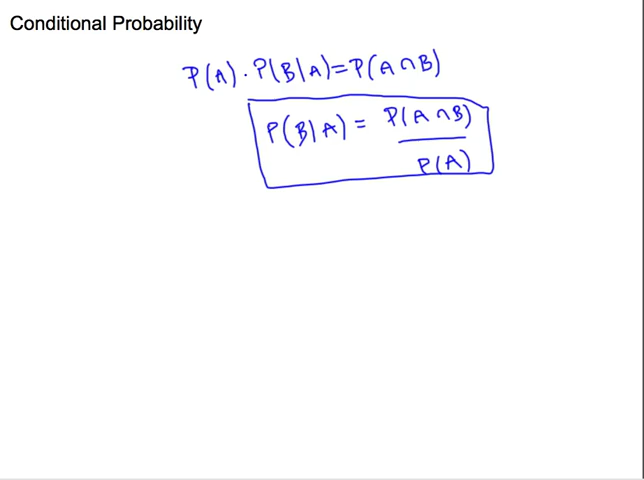 Conditional Probability
P(A) · P(B|A) = P(A ∩ B)
P(B|A) = P(A ∩ B)
P(A)